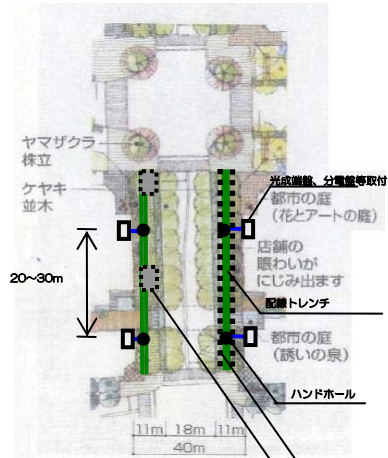 ヤマザクラ
株立
ケヤキ
並木
光成端盤、分電盤等取付
都市の庭
（花とアートの庭）
店舗の
賑わいが
にじみ出ます
20～30m
配線トレンチ
都市の庭
（誘いの泉）
ハンドホール
11m 18m 11m
40m